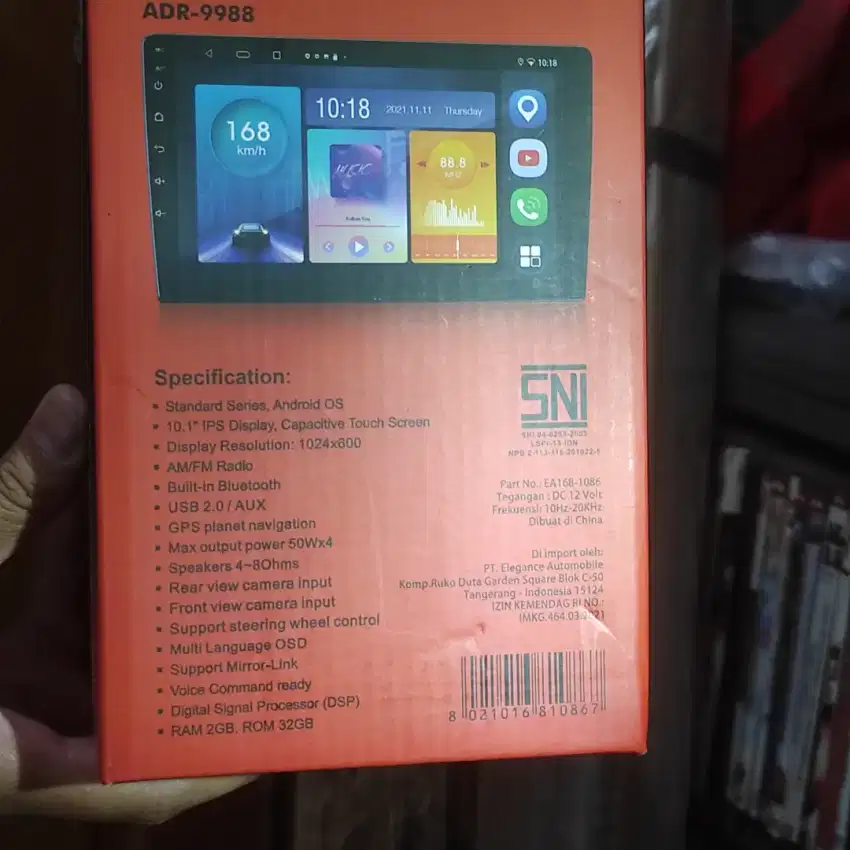 ADR-9988
10:18
168
km/h
10:18 2021.11.11 Thursday
88.8
Specification:
• Standard Series, Android OS
• 10.1" IPS Display, Capacitive Touch Screen
• Display Resolution: 1024x600
• AM/FM Radio
• Built-in Bluetooth
• USB 2.0 / AUX
• GPS planet navigation
• Max output power 50Wx4
• Speakers 4~8Ohms
• Rear view camera input
• Front view camera input
• Support steering wheel control
• Multi Language OSD
• Support Mirror-Link
• Voice Command ready
• Digital Signal Processor (DSP)
• RAM 2GB, ROM 32GB
SNI
Part No.: EA168-1086
Tegangan : DC 12 Volt
Frekuensi: 10Hz-20KHz
Dibuat di China
Di import oleh:
PT. Elegance Automobile
Komp.Ruko Duta Garden Square Blok C-50
Tangerang - Indonesia 15124
IZIN KEMENDAG RI NO.:
IMKG.464.03.2021
8 021016 810867